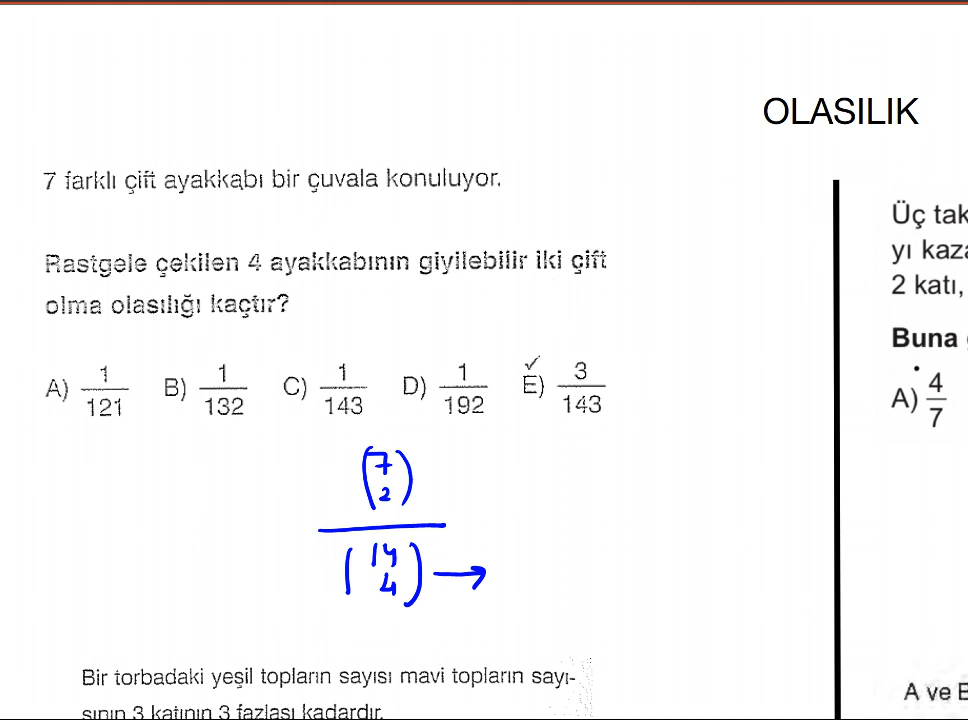 OLASILIK
7 farklı çift ayakkabı bir çuvala konuluyor.
Rastgele çekilen 4 ayakkabının giyilebilir iki çift
olma olasılığı kaçtır?
A) 1/121 B) 1/132 C) 1/143 D) 1/192 E) 3/143
(7
2)
(14
4) →
Bir torbadaki yeşil topların sayısı mavi topların sayı-
sının 3 katının 3 fazlası kadardır.
Üç tak
yı kaza
2 katı,
Buna
A) 4/7
A ve B